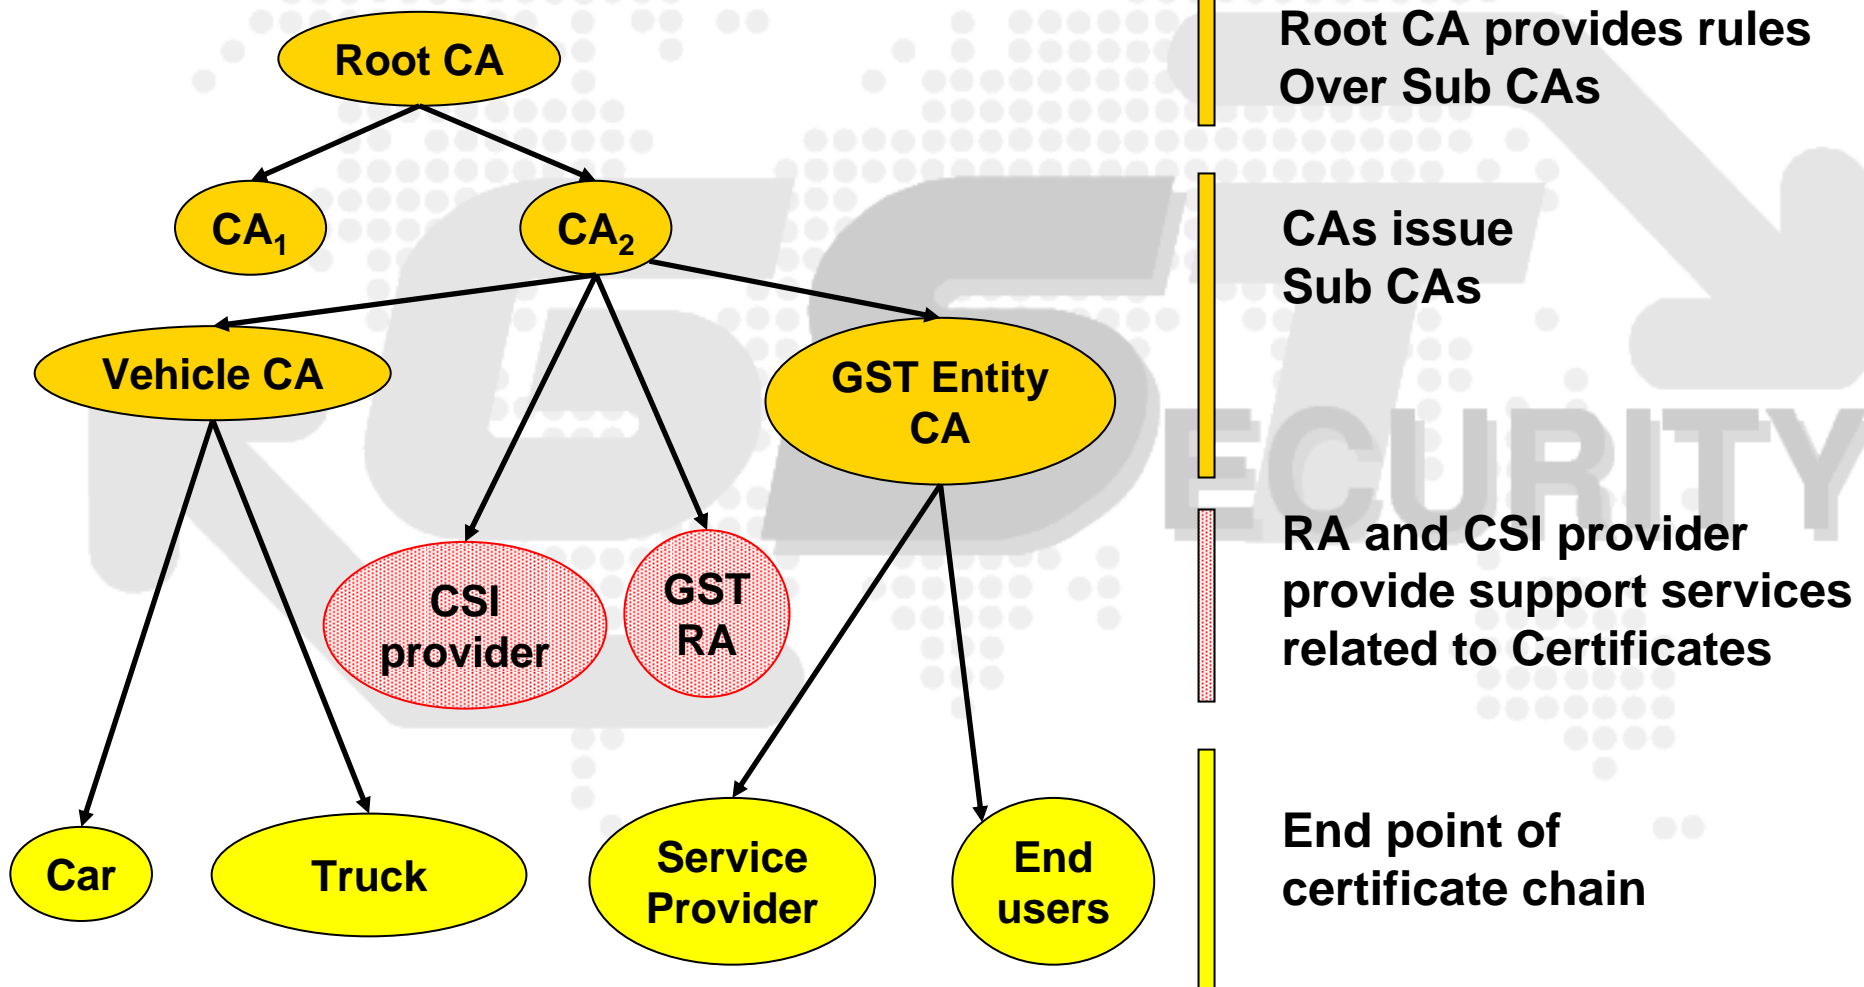 Root CA
Root CA provides rules
Over Sub CAs
CA₁
CA₂
CAs issue
Sub CAs
Vehicle CA
GST Entity
CA
GST
ECURITY
CSI
provider
GST
RA
RA and CSI provider
provide support services
related to Certificates
Car
Truck
Service
Provider
End
users
End point of
certificate chain